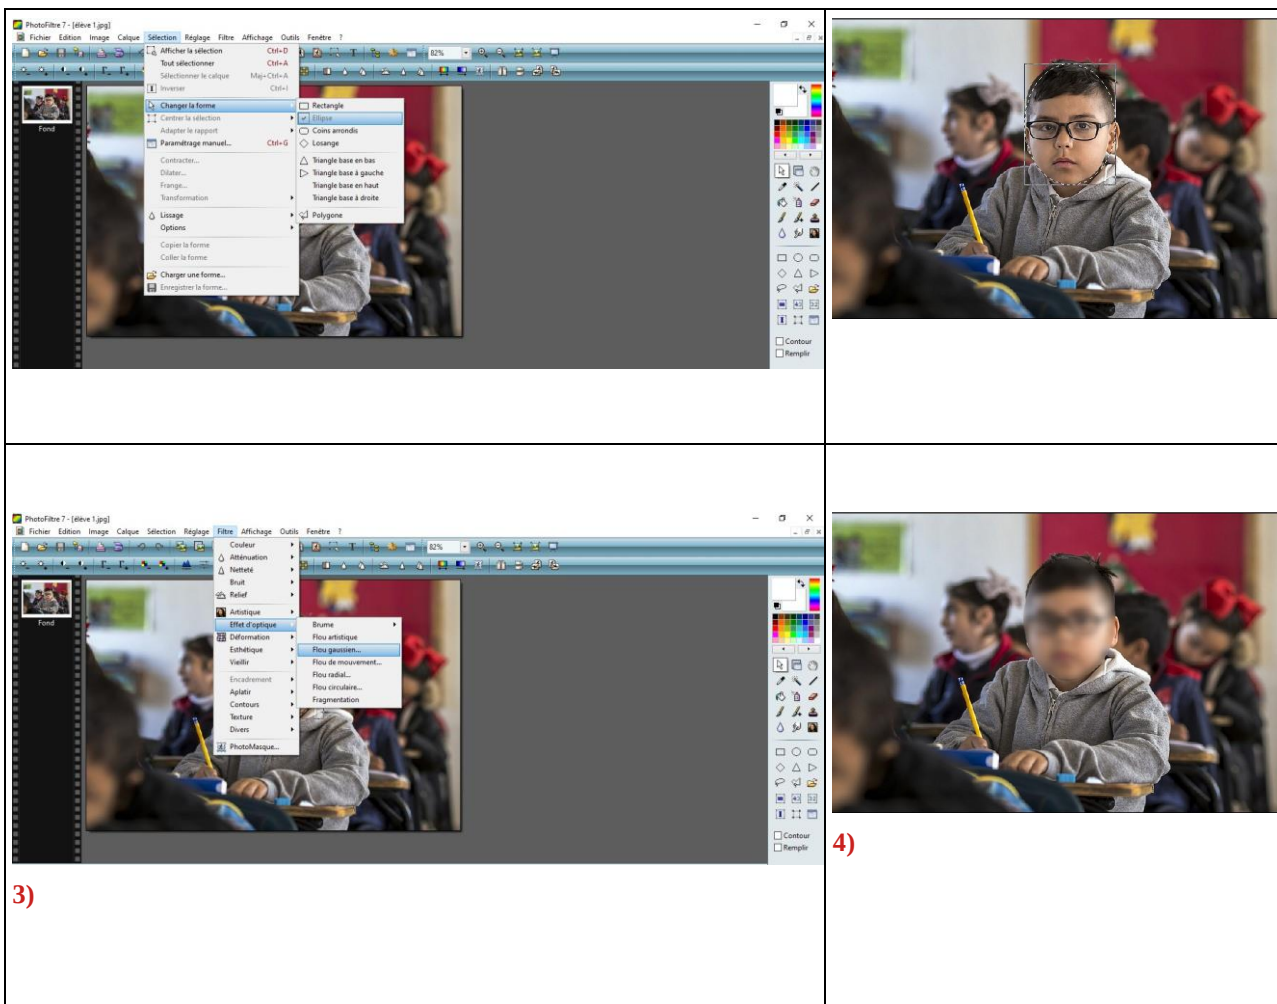 PhotoFiltre 7 - [élève 1.jpg]
Fichier Edition Image Calque Sélection Réglage Filtre Affichage Outils Fenêtre ?
82%
Afficher la sélection Ctrl+D
Tout sélectionner Ctrl+A
Sélectionner le calque Maj+Ctrl+A
Inverser Ctrl+I
Changer la forme
Centrer la sélection
Adapter le rapport
Paramétrage manuel... Ctrl+G
Contracter...
Dilater...
Frange...
Transformation
Lissage
Options
Copier la forme
Coller la forme
Charger une forme...
Enregistrer la forme...
Rectangle
Ellipse
Coins arrondis
Losange
Triangle base en bas
Triangle base à gauche
Triangle base en haut
Triangle base à droite
Polygone
Fond
Contour
Remplir
PhotoFiltre 7 - [élève 1.jpg]
Fichier Edition Image Calque Sélection Réglage Filtre Affichage Outils Fenêtre ?
82%
Couleur
Atténuation
Netteté
Bruit
Relief
Artistique
Effet d'optique
Déformation
Esthétique
Vieillir
Encadrement
Aplatir
Contours
Texture
Divers
PhotoMasque...
Brume
Flou artistique
Flou gaussien...
Flou de mouvement...
Flou radial...
Flou circulaire...
Fragmentation
Fond
Contour
Remplir
3)
4)